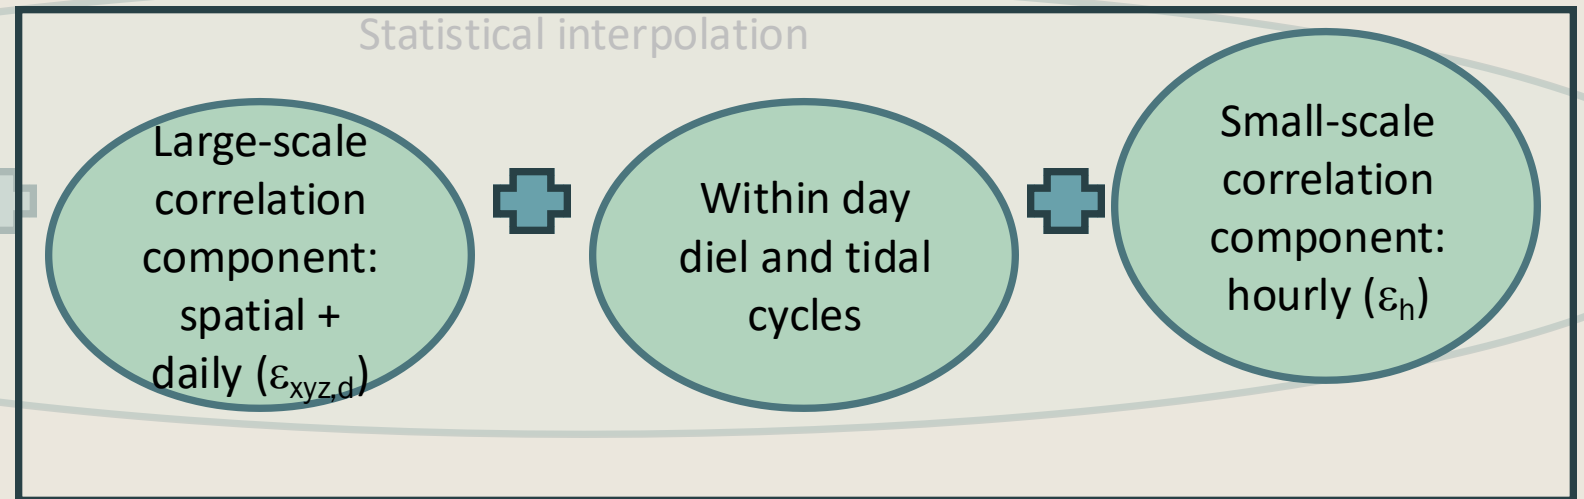 Statistical interpolation
Large-scale
correlation
component:
spatial +
daily (εxyz,d)
Within day
diel and tidal
cycles
Small-scale
correlation
component:
hourly (εh)